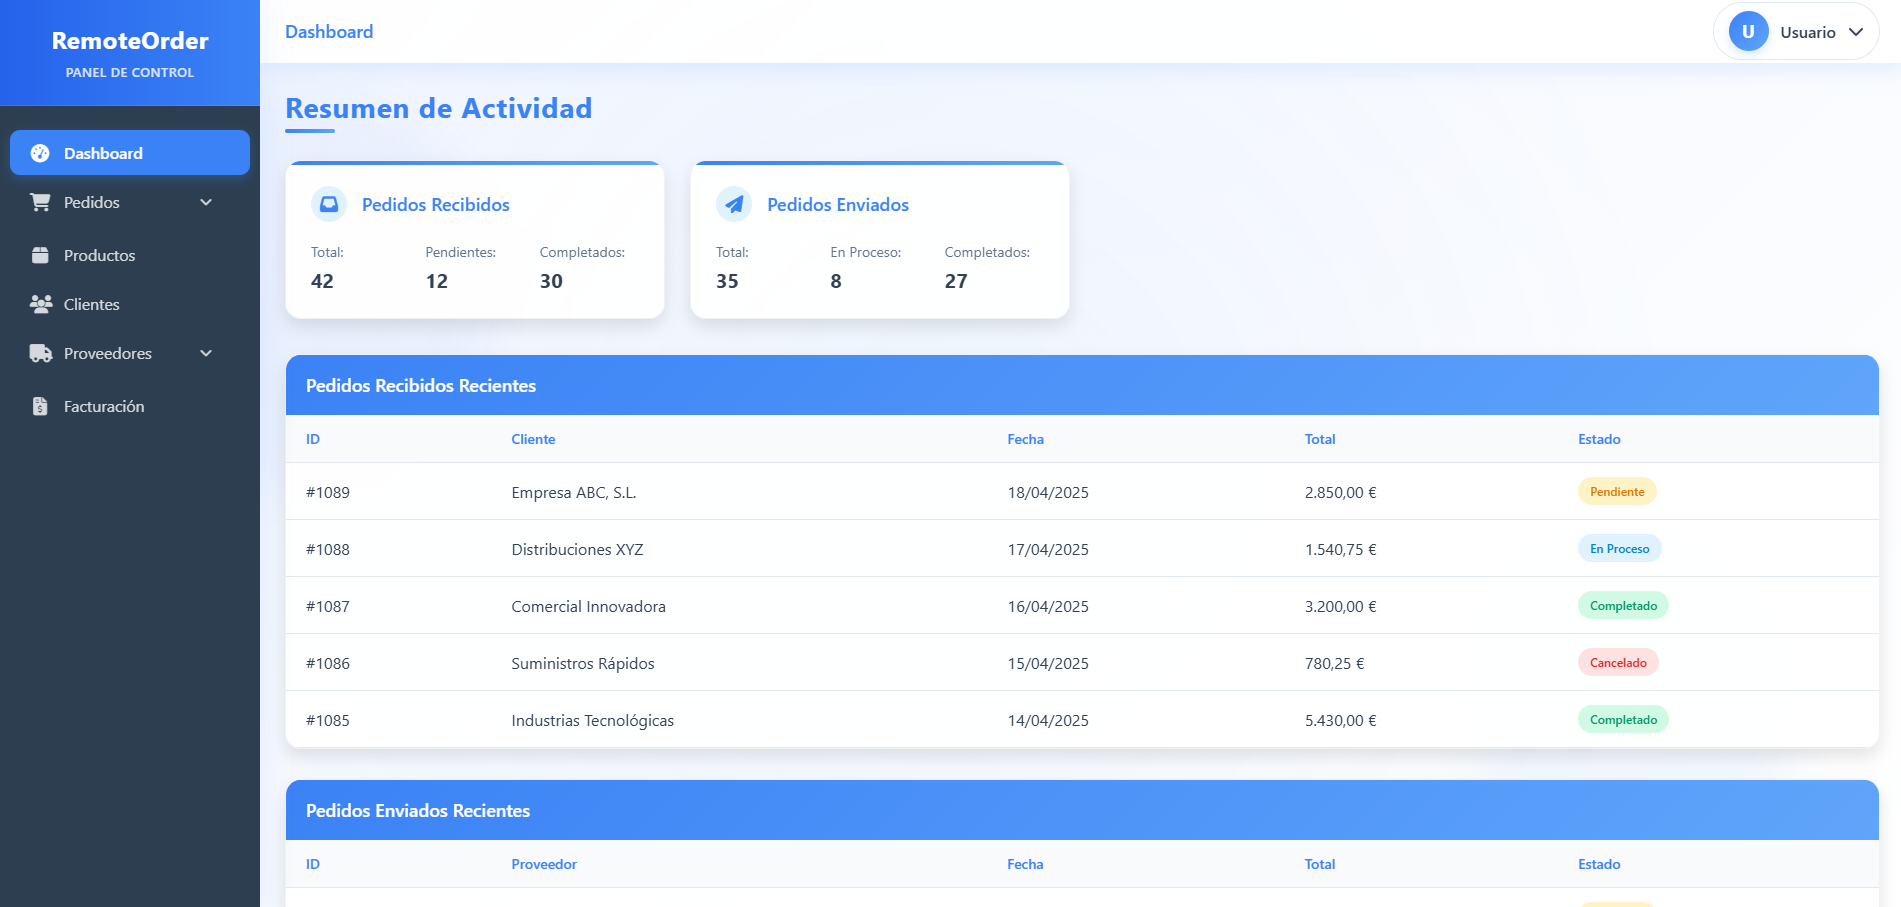 RemoteOrder
PANEL DE CONTROL
Dashboard
Pedidos
Productos
Clientes
Proveedores
Facturación
Dashboard
U Usuario
Resumen de Actividad
Pedidos Recibidos
Total: Pendientes: Completados:
42 12 30
Pedidos Enviados
Total: En Proceso: Completados:
35 8 27
Pedidos Recibidos Recientes
ID Cliente Fecha Total Estado
#1089 Empresa ABC, S.L. 18/04/2025 2.850,00 € Pendiente
#1088 Distribuciones XYZ 17/04/2025 1.540,75 € En Proceso
#1087 Comercial Innovadora 16/04/2025 3.200,00 € Completado
#1086 Suministros Rápidos 15/04/2025 780,25 € Cancelado
#1085 Industrias Tecnológicas 14/04/2025 5.430,00 € Completado
Pedidos Enviados Recientes
ID Proveedor Fecha Total Estado